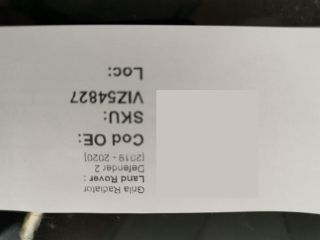 Grila Radiator
Land Rover :
Defender 2
[2019 - 2020]
Cod OE:
SKU:
VIZ54827
Loc: